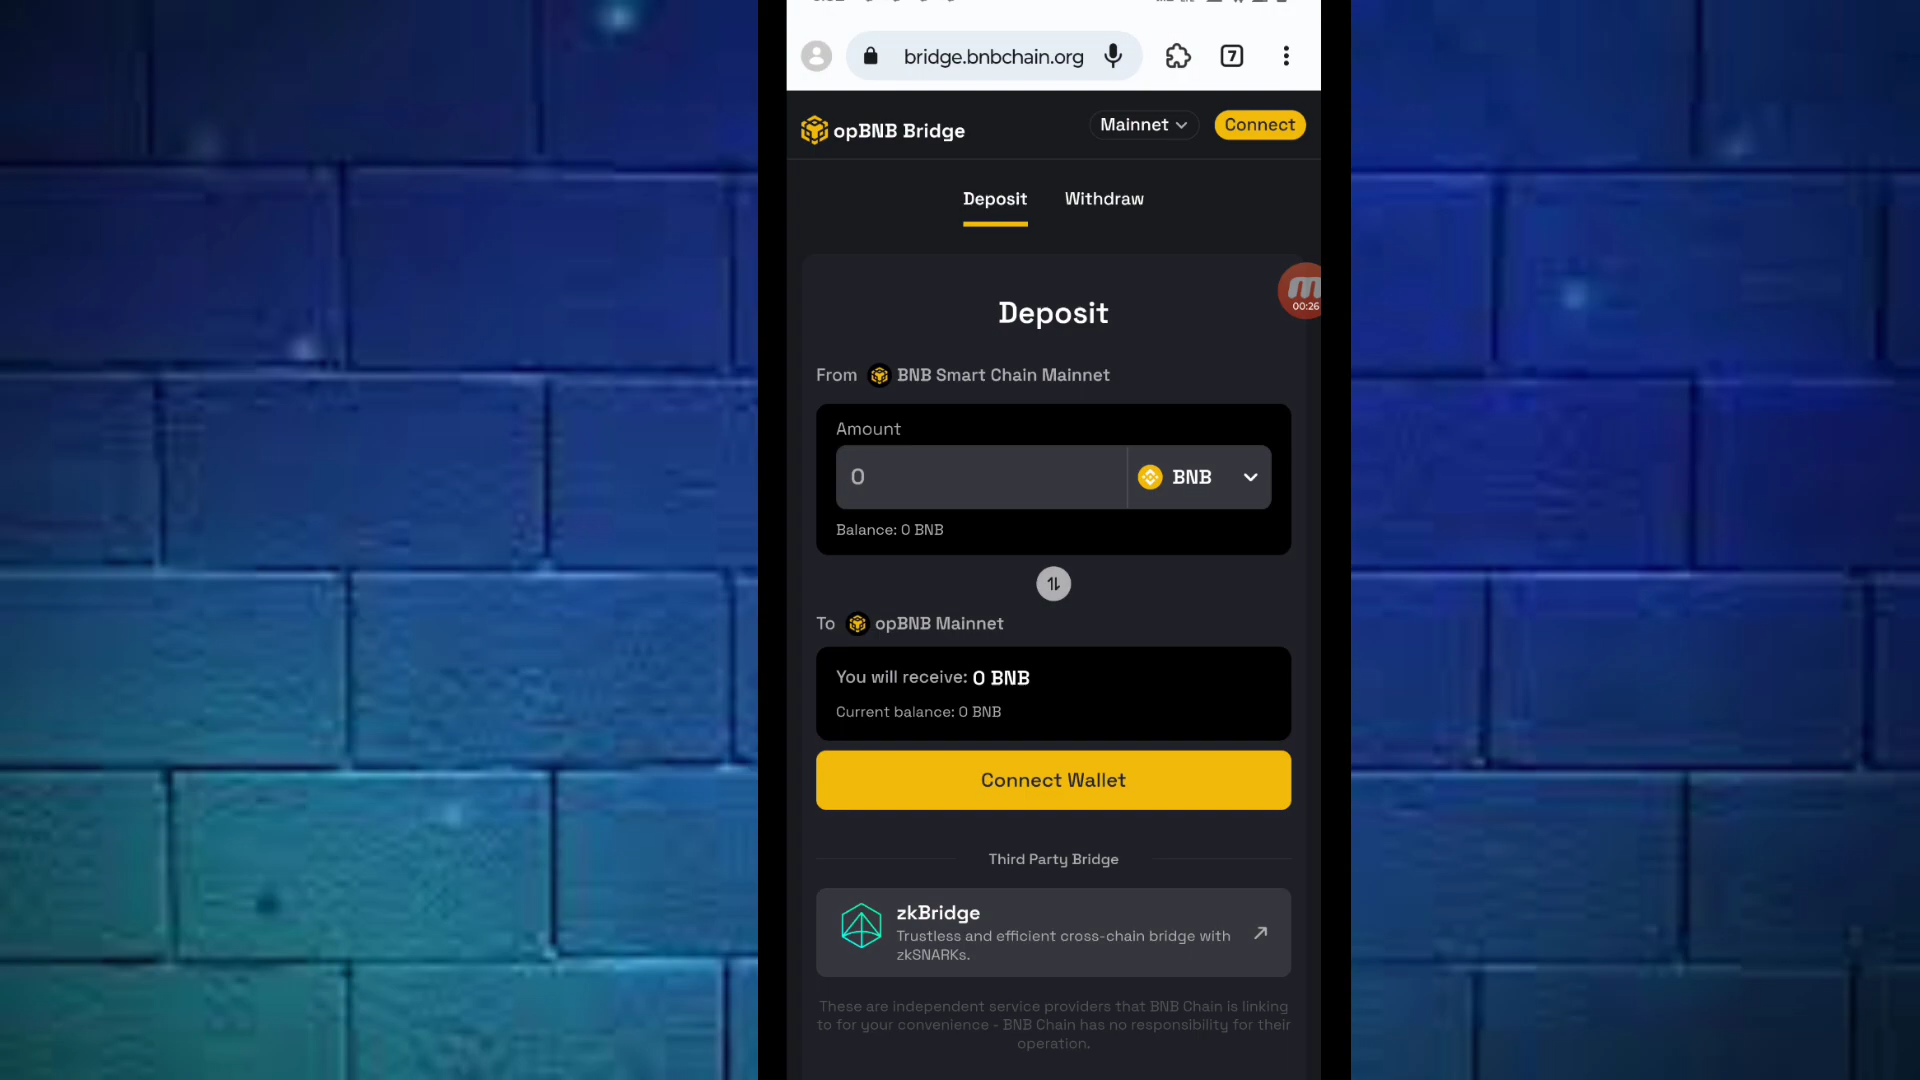 bridge.bnbchain.org
7
opBNB Bridge
Mainnet
Connect
Deposit
Withdraw
00:26
Deposit
From BNB Smart Chain Mainnet
Amount
0
BNB
Balance: 0 BNB
To opBNB Mainnet
You will receive: 0 BNB
Current balance: 0 BNB
Connect Wallet
Third Party Bridge
zkBridge
Trustless and efficient cross-chain bridge with
zkSNARKs.
These are independent service providers that BNB Chain is linking
to for your convenience - BNB Chain has no responsibility for their
operation.